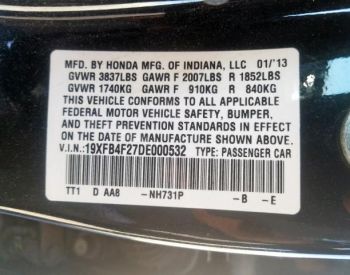 MFD. BY HONDA MFG. OF INDIANA, LLC 01/'13
GVWR 3837LBS GAWR F 2007LBS R 1852LBS
GVWR 1740KG GAWR F 910KG R 840KG
THIS VEHICLE CONFORMS TO ALL APPLICABLE
FEDERAL MOTOR VEHICLE SAFETY, BUMPER,
AND THEFT PREVENTION STANDARDS IN EFFECT
ON THE DATE OF MANUFACTURE SHOWN ABOVE.
V.I.N.: 19XFB4F27DE000532 TYPE: PASSENGER CAR
TT1 D AA8 -NH731P -B -E